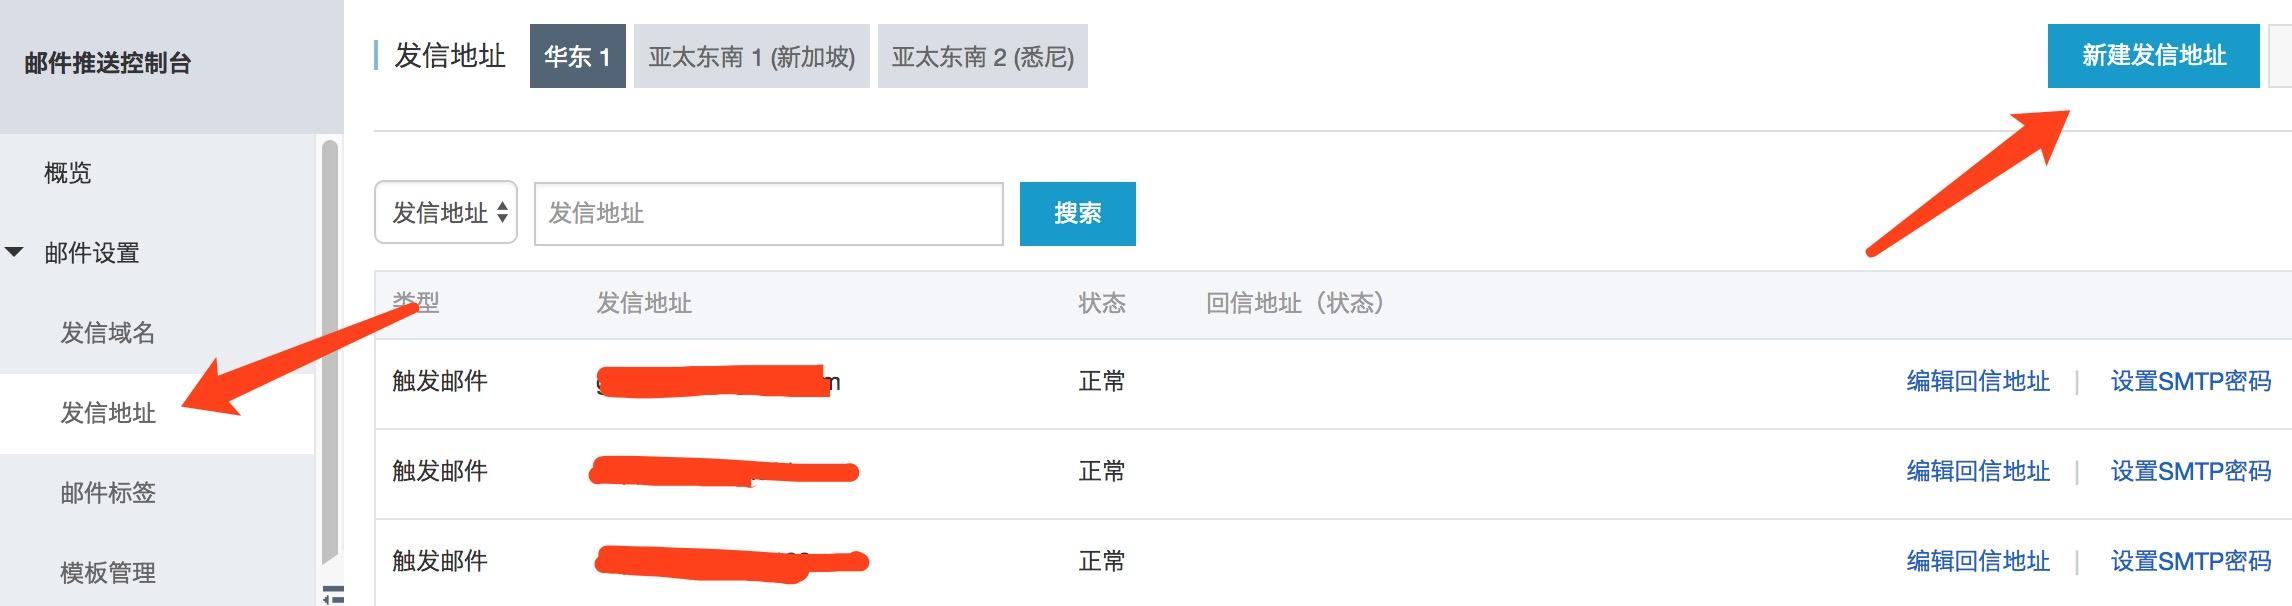 邮件推送控制台
概览
邮件设置
发信域名
发信地址
邮件标签
模板管理
发信地址 华东 1 亚太东南 1 (新加坡) 亚太东南 2 (悉尼) 新建发信地址
发信地址 发信地址 搜索
类型 发信地址 状态 回信地址（状态）
触发邮件 m 正常 编辑回信地址 | 设置SMTP密码
触发邮件 正常 编辑回信地址 | 设置SMTP密码
触发邮件 正常 编辑回信地址 | 设置SMTP密码